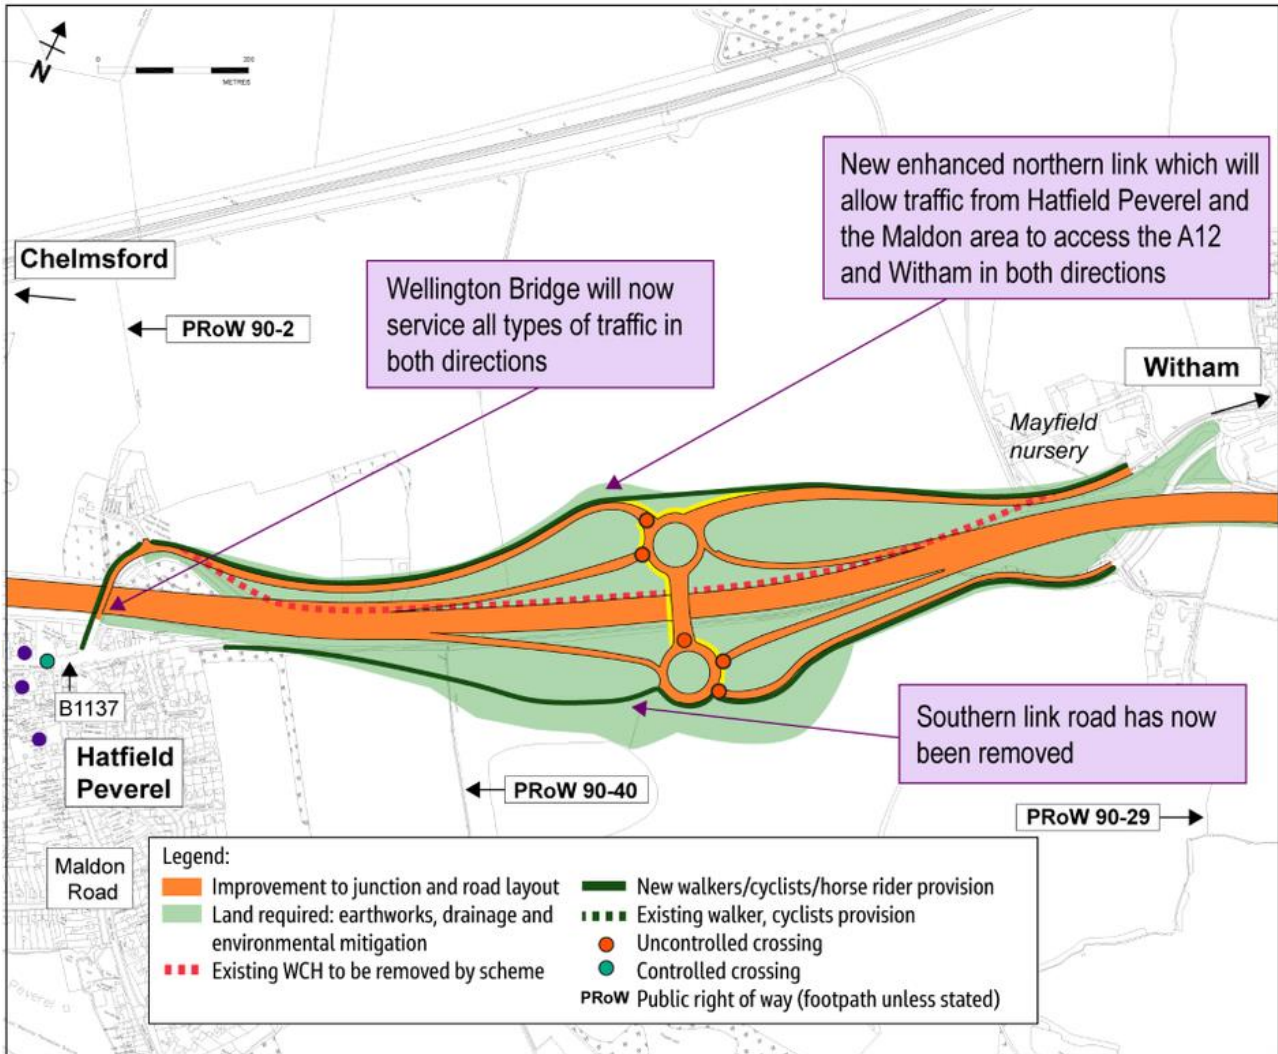 N
0
200
METRES
New enhanced northern link which will
allow traffic from Hatfield Peverel and
the Maldon area to access the A12
and Witham in both directions
Chelmsford
Wellington Bridge will now
service all types of traffic in
both directions
PRoW 90-2
Witham
Mayfield
nursery
B1137
Hatfield
Peverel
Southern link road has now
been removed
PRoW 90-40
PRoW 90-29
Maldon
Road
Legend:
Improvement to junction and road layout
Land required: earthworks, drainage and
environmental mitigation
Existing WCH to be removed by scheme
New walkers/cyclists/horse rider provision
Existing walker, cyclists provision
Uncontrolled crossing
Controlled crossing
PRoW Public right of way (footpath unless stated)